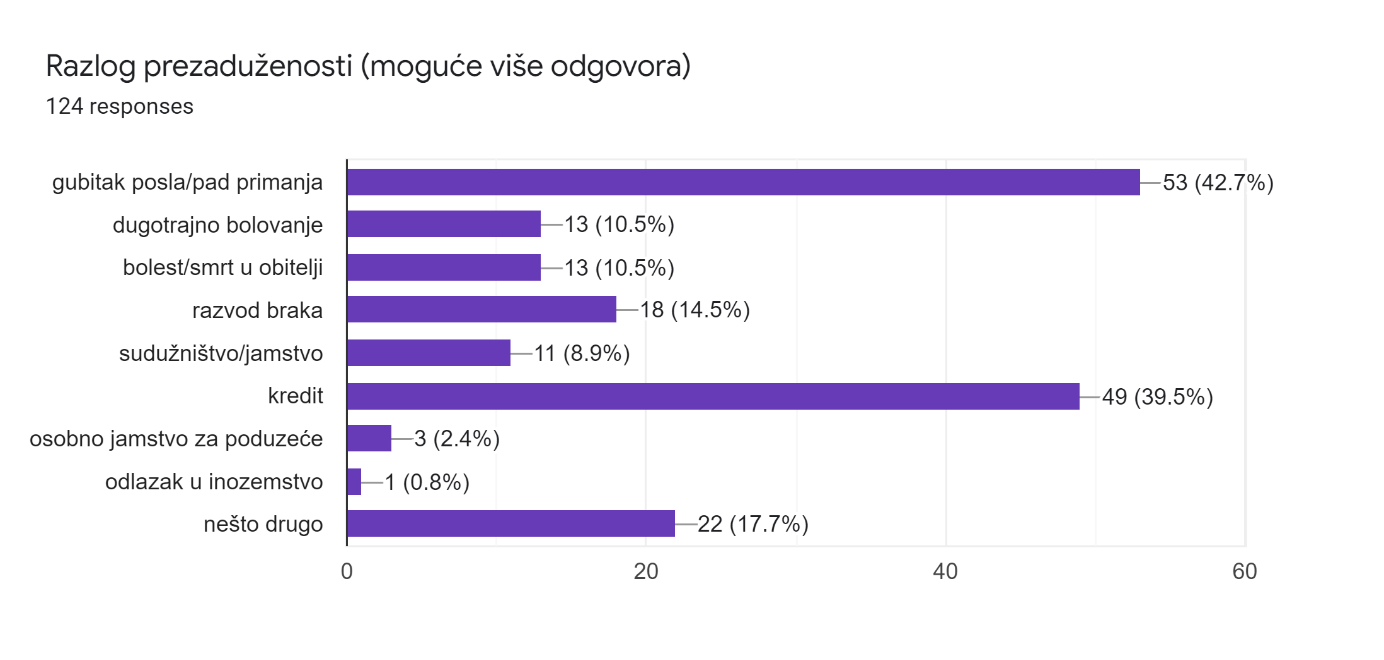 Razlog prezaduženosti (moguće više odgovora)
124 responses
gubitak posla/pad primanja 53 (42.7%)
dugotrajno bolovanje 13 (10.5%)
bolest/smrt u obitelji 13 (10.5%)
razvod braka 18 (14.5%)
sudužništvo/jamstvo 11 (8.9%)
kredit 49 (39.5%)
osobno jamstvo za poduzeće 3 (2.4%)
odlazak u inozemstvo 1 (0.8%)
nešto drugo 22 (17.7%)
0 20 40 60